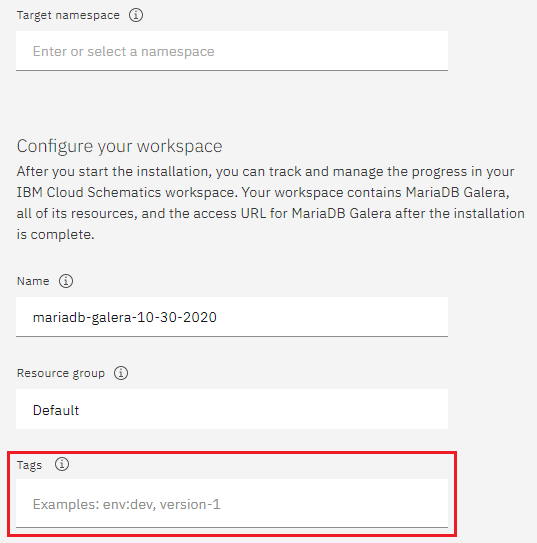 Target namespace
Enter or select a namespace
Configure your workspace
After you start the installation, you can track and manage the progress in your
IBM Cloud Schematics workspace. Your workspace contains MariaDB Galera,
all of its resources, and the access URL for MariaDB Galera after the installation
is complete.
Name
mariadb-galera-10-30-2020
Resource group
Default
Tags
Examples: env:dev, version-1